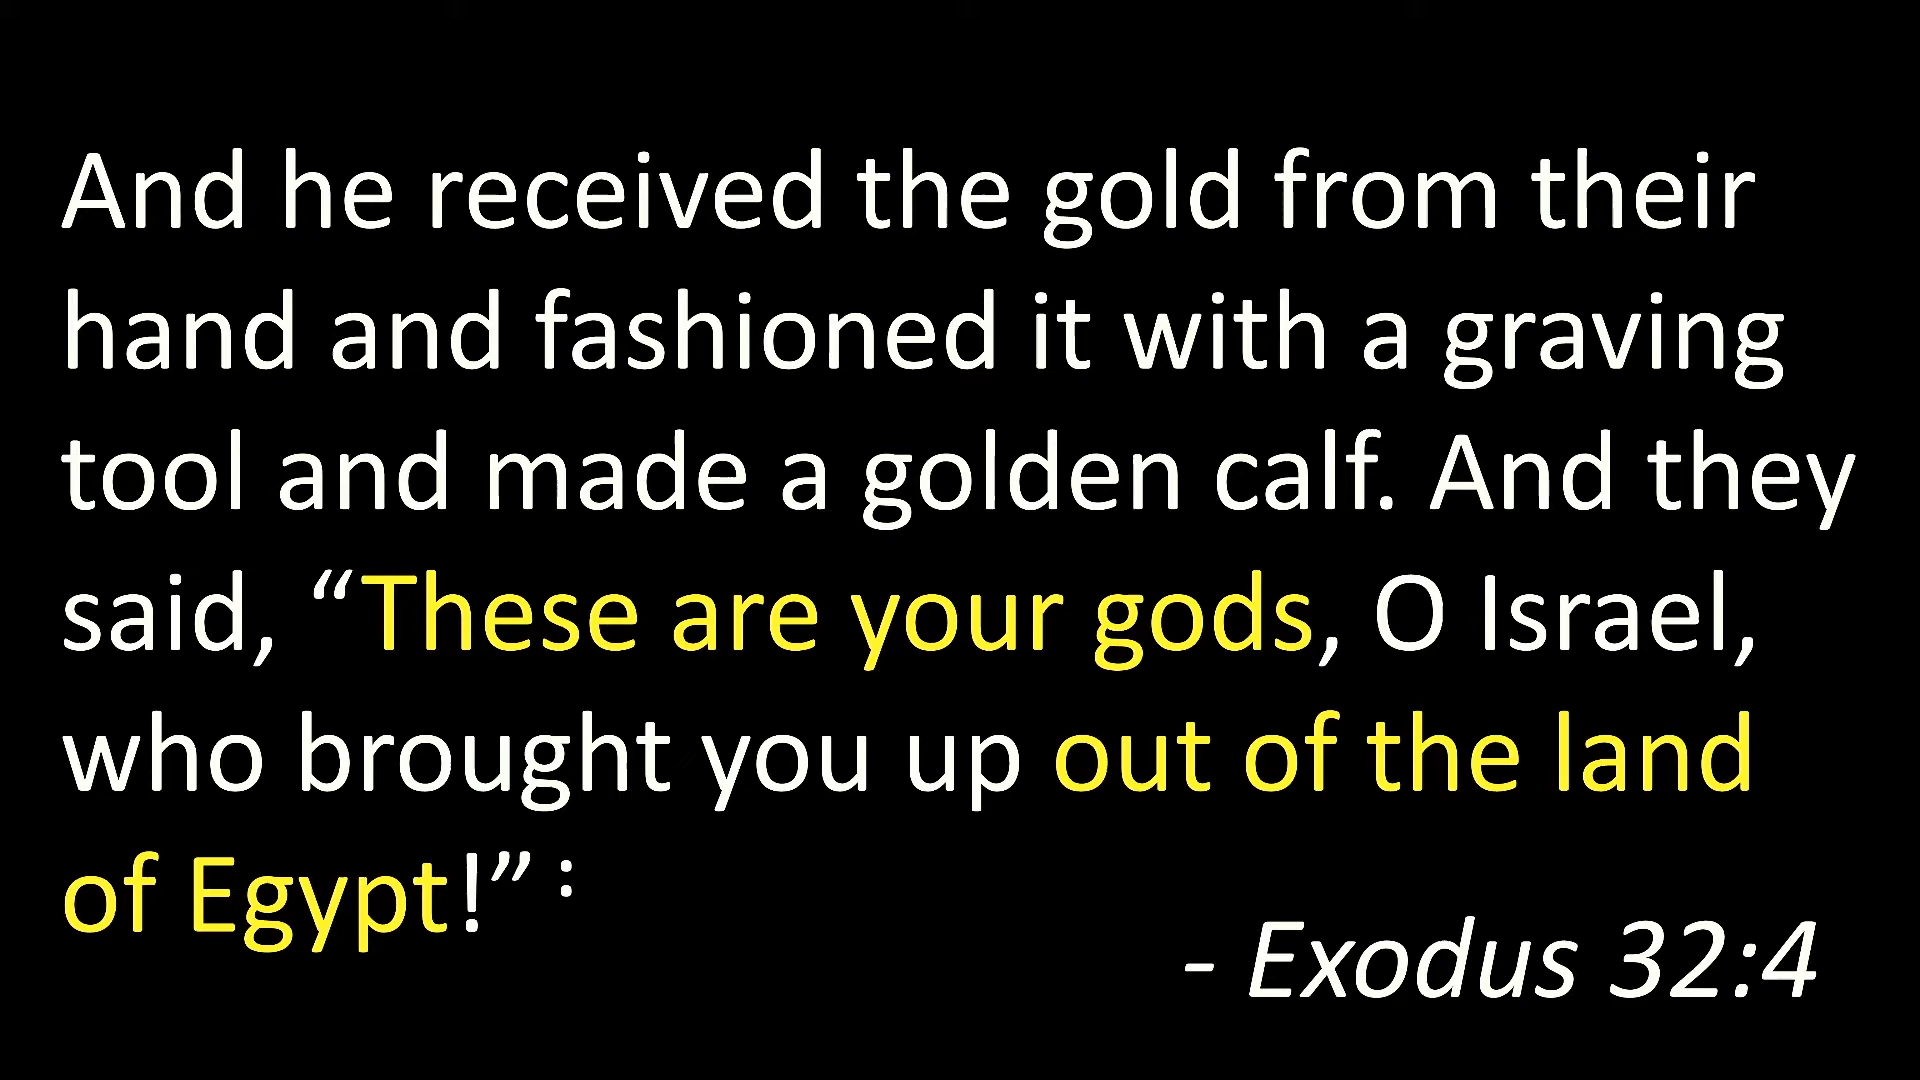 And he received the gold from their
hand and fashioned it with a graving
tool and made a golden calf. And they
said, “These are your gods, O Israel,
who brought you up out of the land
of Egypt!” :
- Exodus 32:4